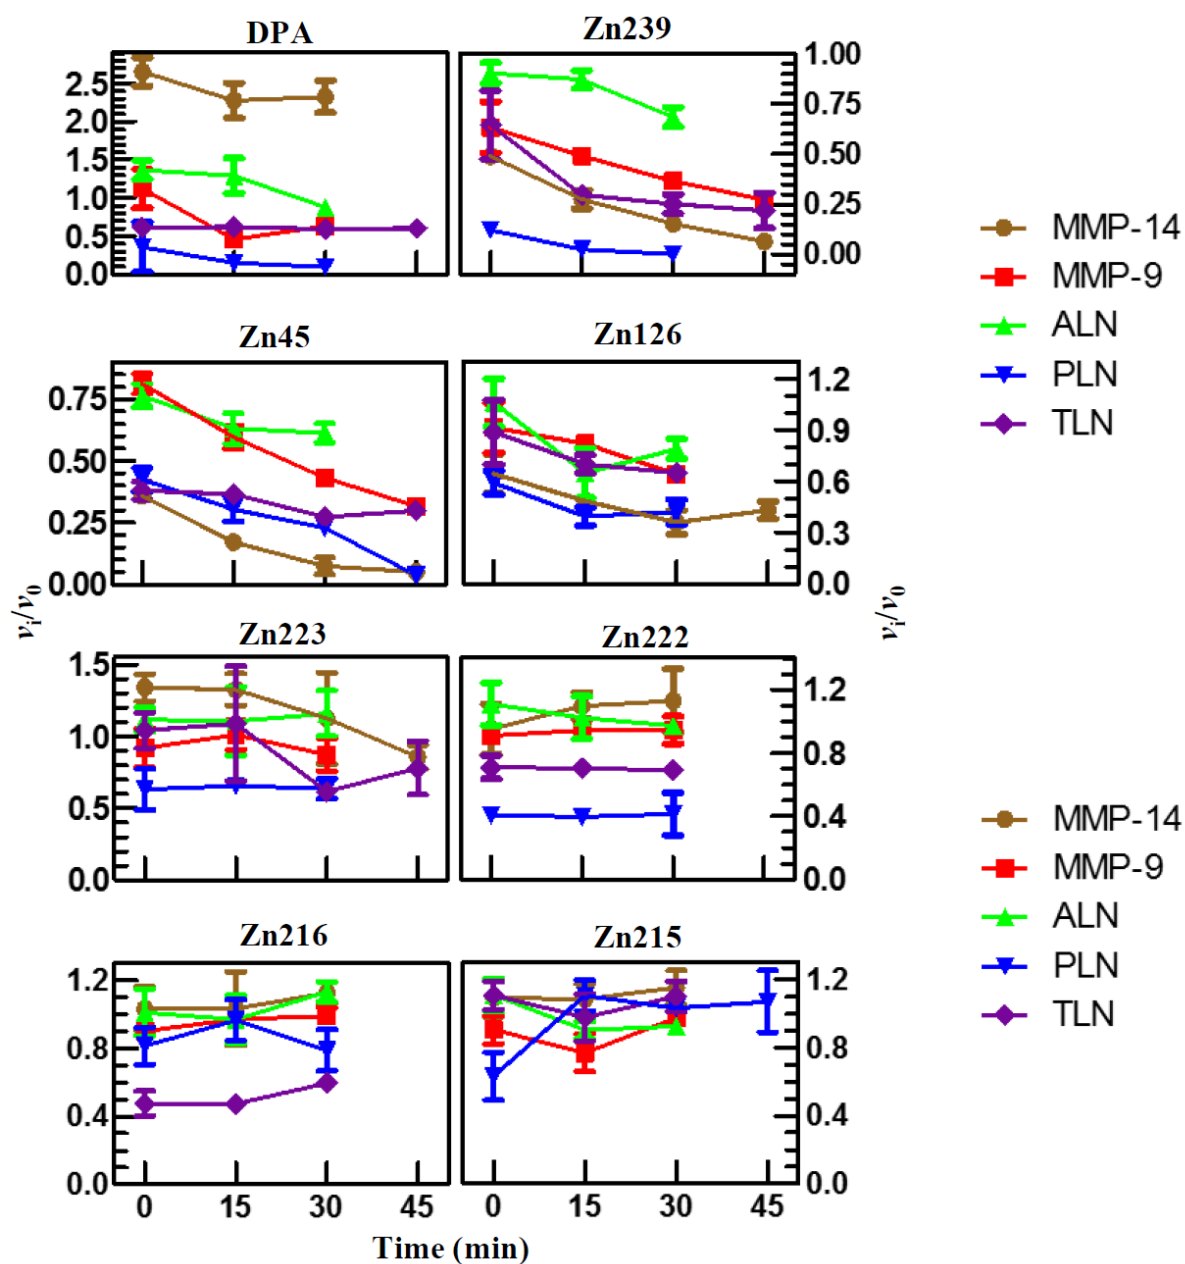 DPA
Zn239
2.5
2.0
1.5
1.0
0.5
0.0
1.00
0.75
0.50
0.25
0.00
MMP-14
MMP-9
ALN
PLN
TLN
Zn45
Zn126
0.75
0.50
0.25
0.00
1.2
0.9
0.6
0.3
0.0
vi/v0
vi/v0
Zn223
Zn222
1.5
1.0
0.5
0.0
1.2
0.8
0.4
0.0
MMP-14
MMP-9
ALN
PLN
TLN
Zn216
Zn215
1.2
0.8
0.4
0.0
1.2
0.8
0.4
0.0
0 15 30 45 0 15 30 45
Time (min)